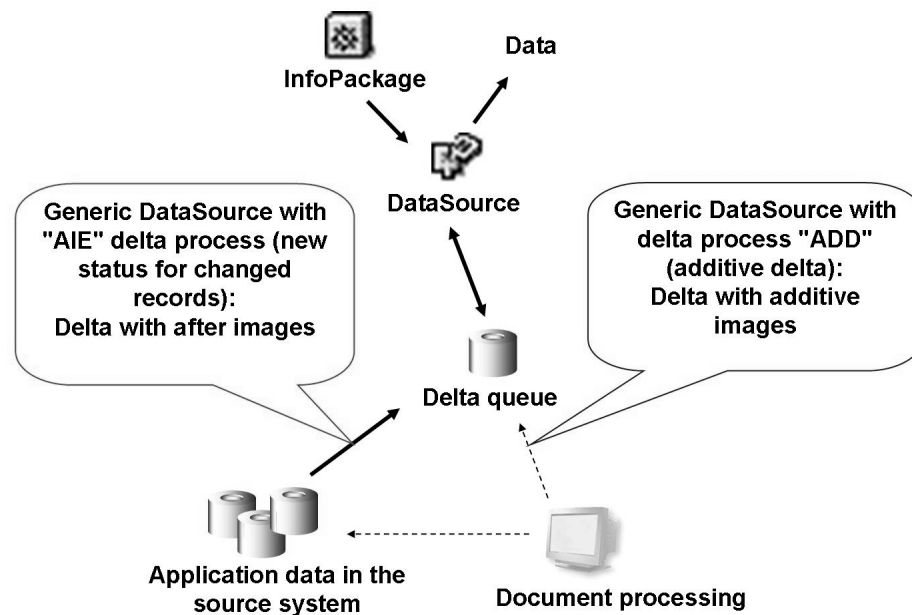 Data
InfoPackage
DataSource
Generic DataSource with
"AIE" delta process (new
status for changed
records):
Delta with after images
Generic DataSource with
delta process "ADD"
(additive delta):
Delta with additive
images
Delta queue
Application data in the
source system
Document processing